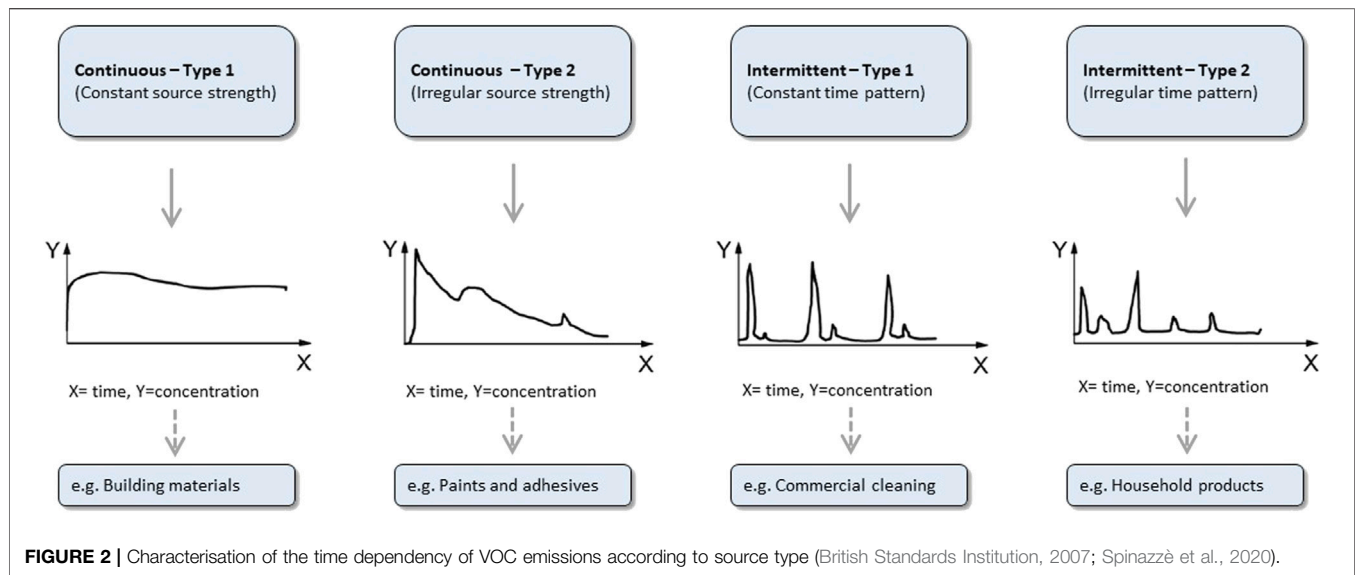 Continuous – Type 1
(Constant source strength)
Continuous – Type 2
(Irregular source strength)
Intermittent – Type 1
(Constant time pattern)
Intermittent – Type 2
(Irregular time pattern)
Y
X
X= time, Y=concentration
Y
X
X= time, Y=concentration
Y
X
X= time, Y=concentration
Y
X
X= time, Y=concentration
e.g. Building materials
e.g. Paints and adhesives
e.g. Commercial cleaning
e.g. Household products
FIGURE 2 | Characterisation of the time dependency of VOC emissions according to source type (British Standards Institution, 2007; Spinazzè et al., 2020).